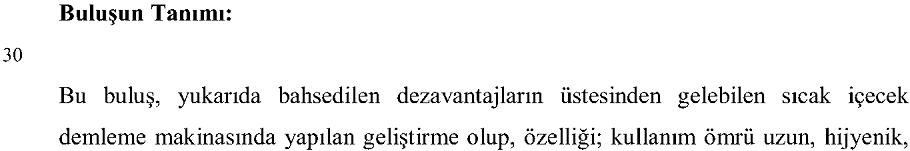 Buluşun Tanımı:
30
Bu buluş, yukarıda bahsedilen dezavantajların üstesinden gelebilen sıcak içecek
demleme makinasında yapılan geliştirme olup, özelliği; kullanım ömrü uzun, hijyenik,